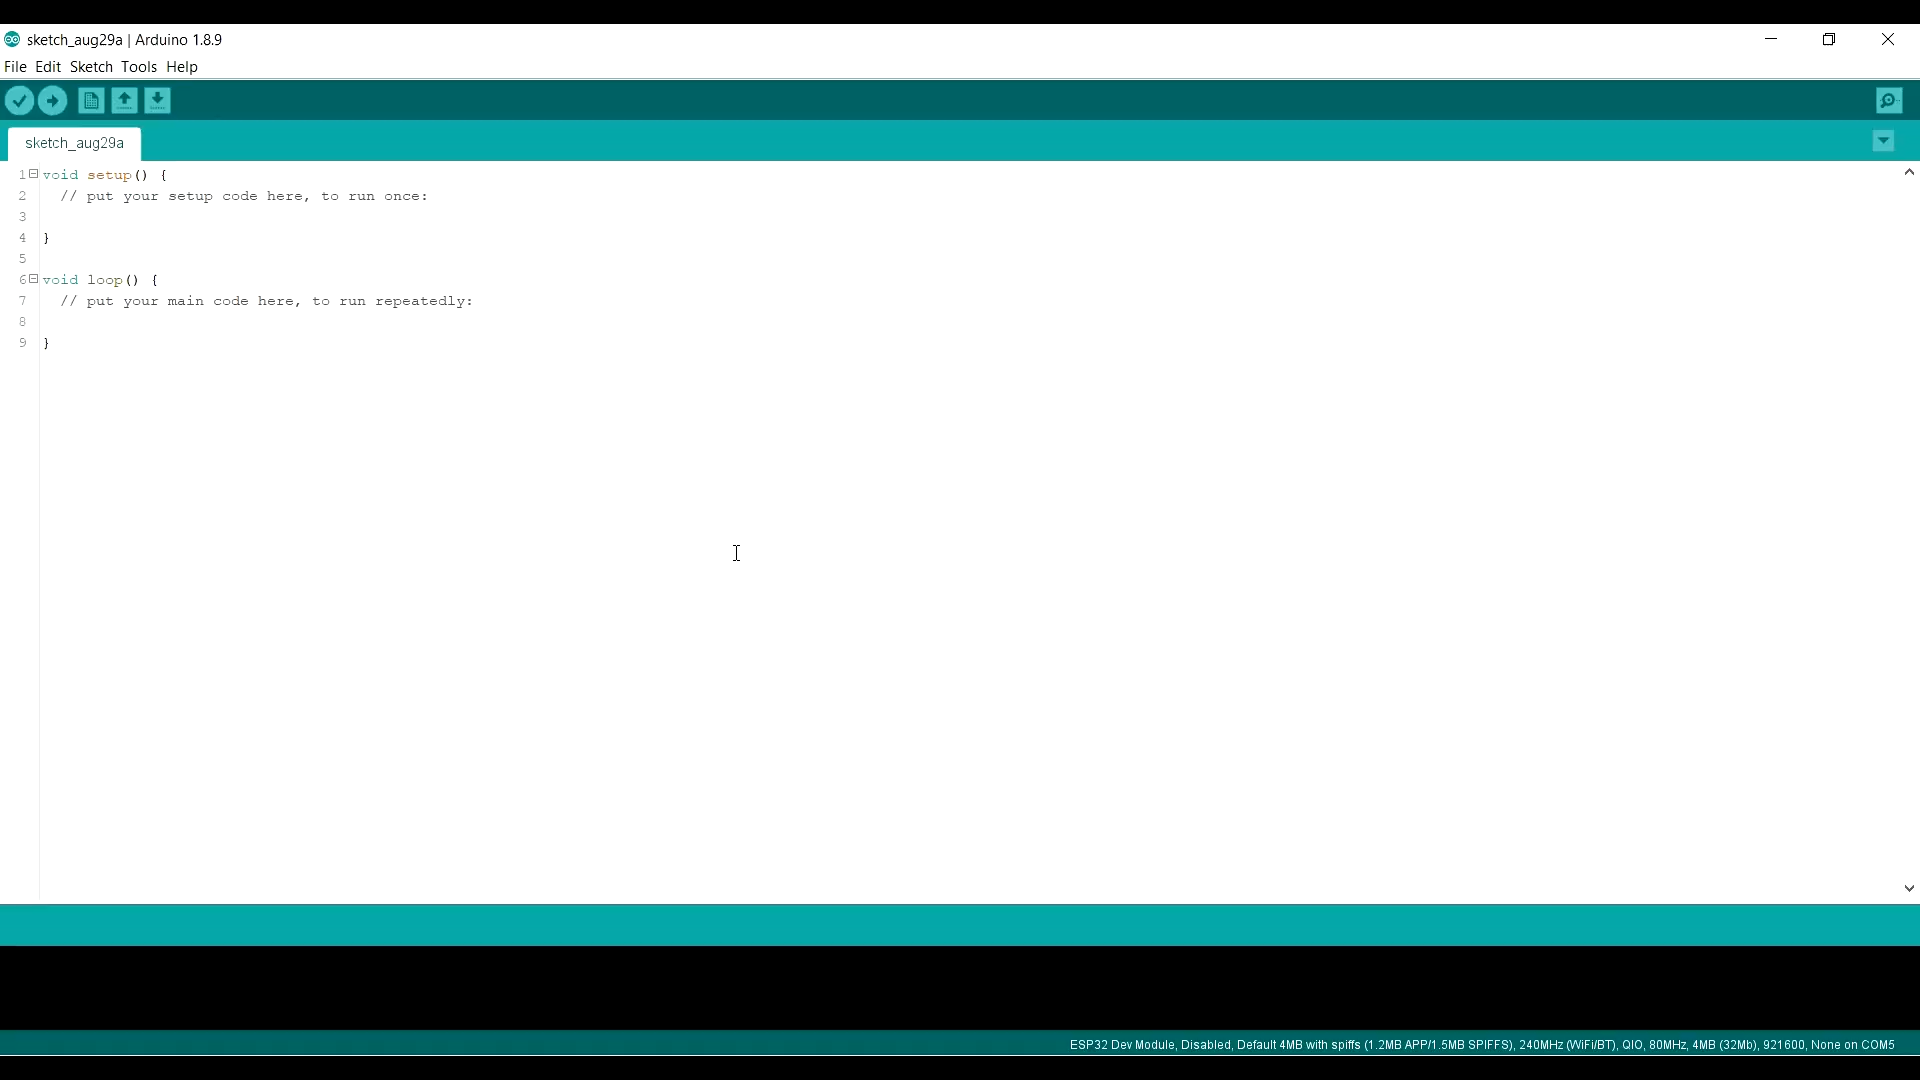 sketch_aug29a | Arduino 1.8.9
File Edit Sketch Tools Help
sketch_aug29a
1 void setup() {
2 // put your setup code here, to run once:
3
4 }
5
6 void loop() {
7 // put your main code here, to run repeatedly:
8
9 }
ESP32 Dev Module, Disabled, Default 4MB with spiffs (1.2MB APP/1.5MB SPIFFS), 240MHz (WiFi/BT), QIO, 80MHz, 4MB (32Mb), 921600, None on COM5